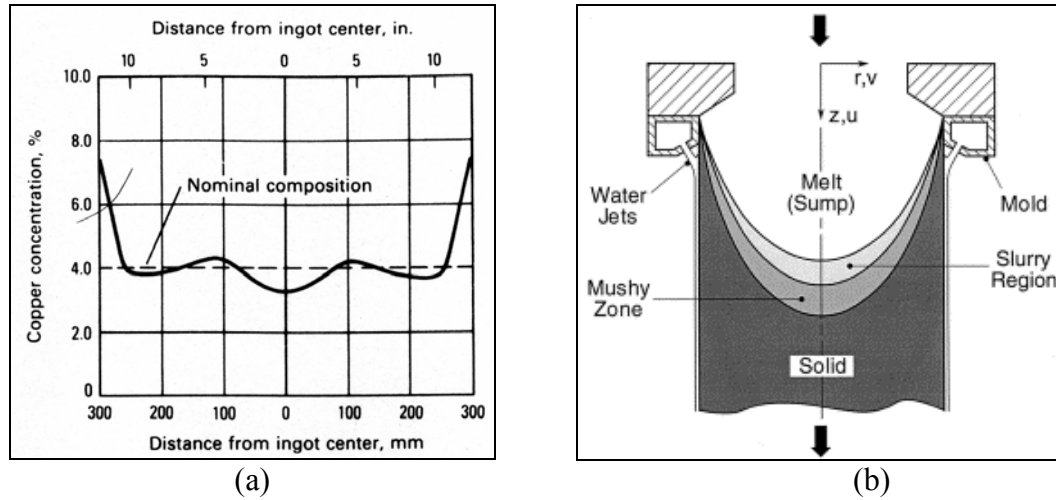 Distance from ingot center, in.
10 5 0 5 10
10.0
8.0
Nominal composition
6.0
4.0
2.0
0
Copper concentration, %
300 200 100 0 100 200 300
Distance from ingot center, mm
(a)
r,v
z,u
Water
Jets
Melt
(Sump)
Mold
Slurry
Region
Mushy
Zone
Solid
(b)